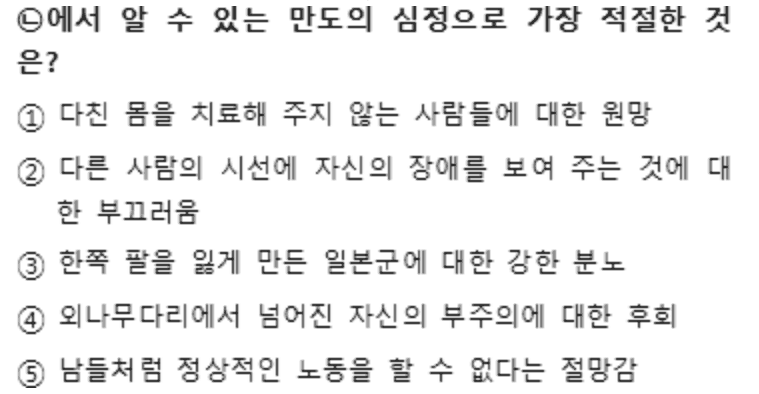 ㉡에서 알 수 있는 만도의 심정으로 가장 적절한 것
은?
① 다친 몸을 치료해 주지 않는 사람들에 대한 원망
② 다른 사람의 시선에 자신의 장애를 보여 주는 것에 대
한 부끄러움
③ 한쪽 팔을 잃게 만든 일본군에 대한 강한 분노
④ 외나무다리에서 넘어진 자신의 부주의에 대한 후회
⑤ 남들처럼 정상적인 노동을 할 수 없다는 절망감